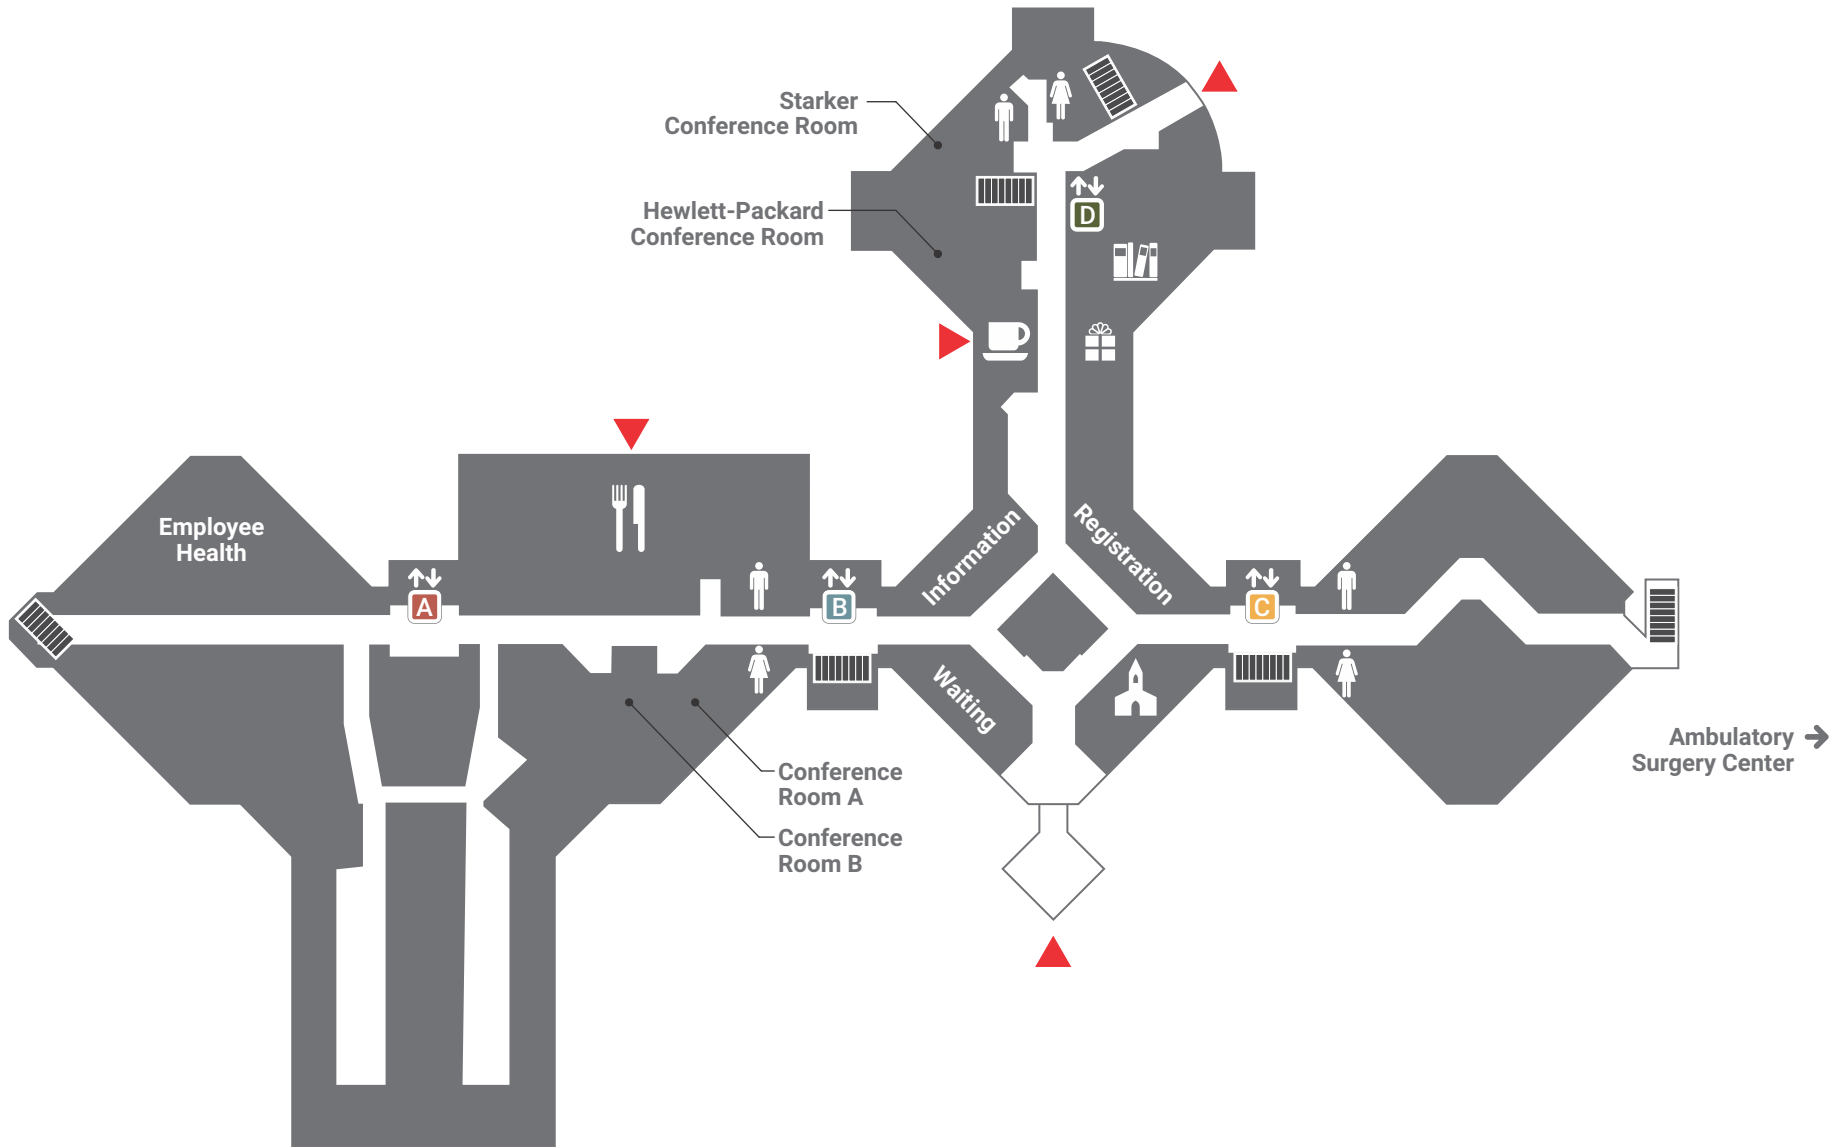 Starker
Conference Room
Hewlett-Packard
Conference Room
D
Employee
Health
Information
Registration
A
B
C
Waiting
Ambulatory
Surgery Center
Conference
Room A
Conference
Room B